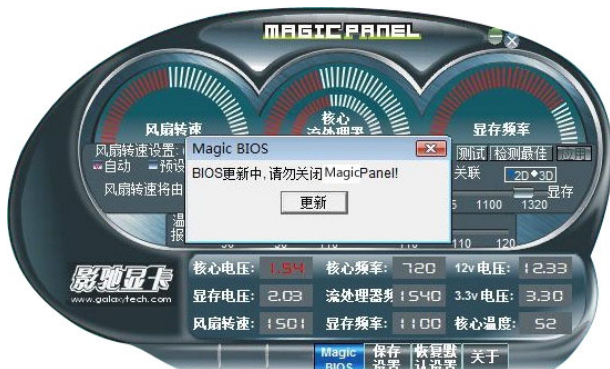 MAGIC PANEL
风扇转速
核心
流处理器
显存频率
风扇转速设置:
自动
预设
测试
检测最佳
应用
关联
2D 3D
风扇转速将由
显存
1100
1320
Magic BIOS
BIOS更新中,请勿关闭MagicPanel!
更新
温
报
110
120
影驰显卡
www.galaxytech.com
核心电压: 1.54 核心频率: 720 12v电压: 12.33
显存电压: 2.03 流处理器频 1540 3.3v电压: 3.30
风扇转速: 1501 显存频率: 1100 核心温度: 52
Magic BIOS
保存设置
恢复默认设置
关于